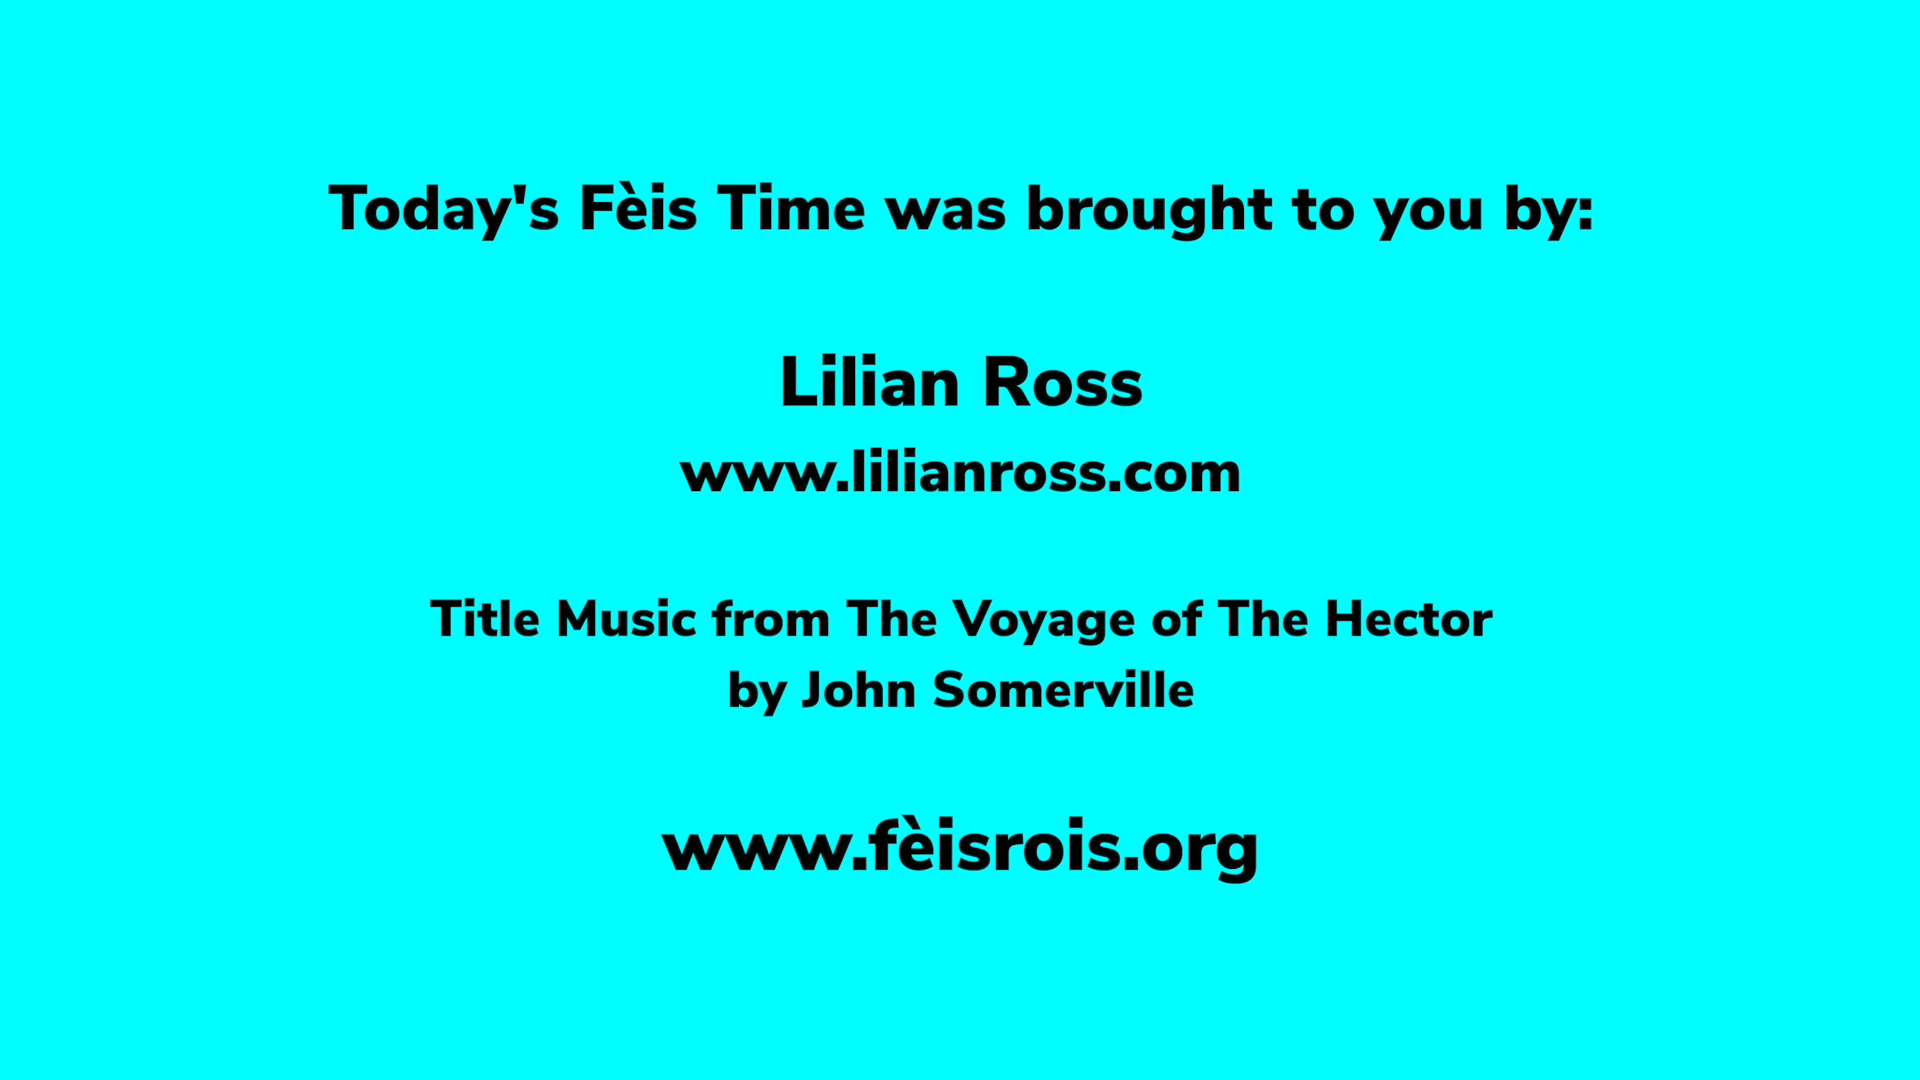 Today's Fèis Time was brought to you by:
Lilian Ross
www.lilianross.com
Title Music from The Voyage of The Hector
by John Somerville
www.fèisrois.org